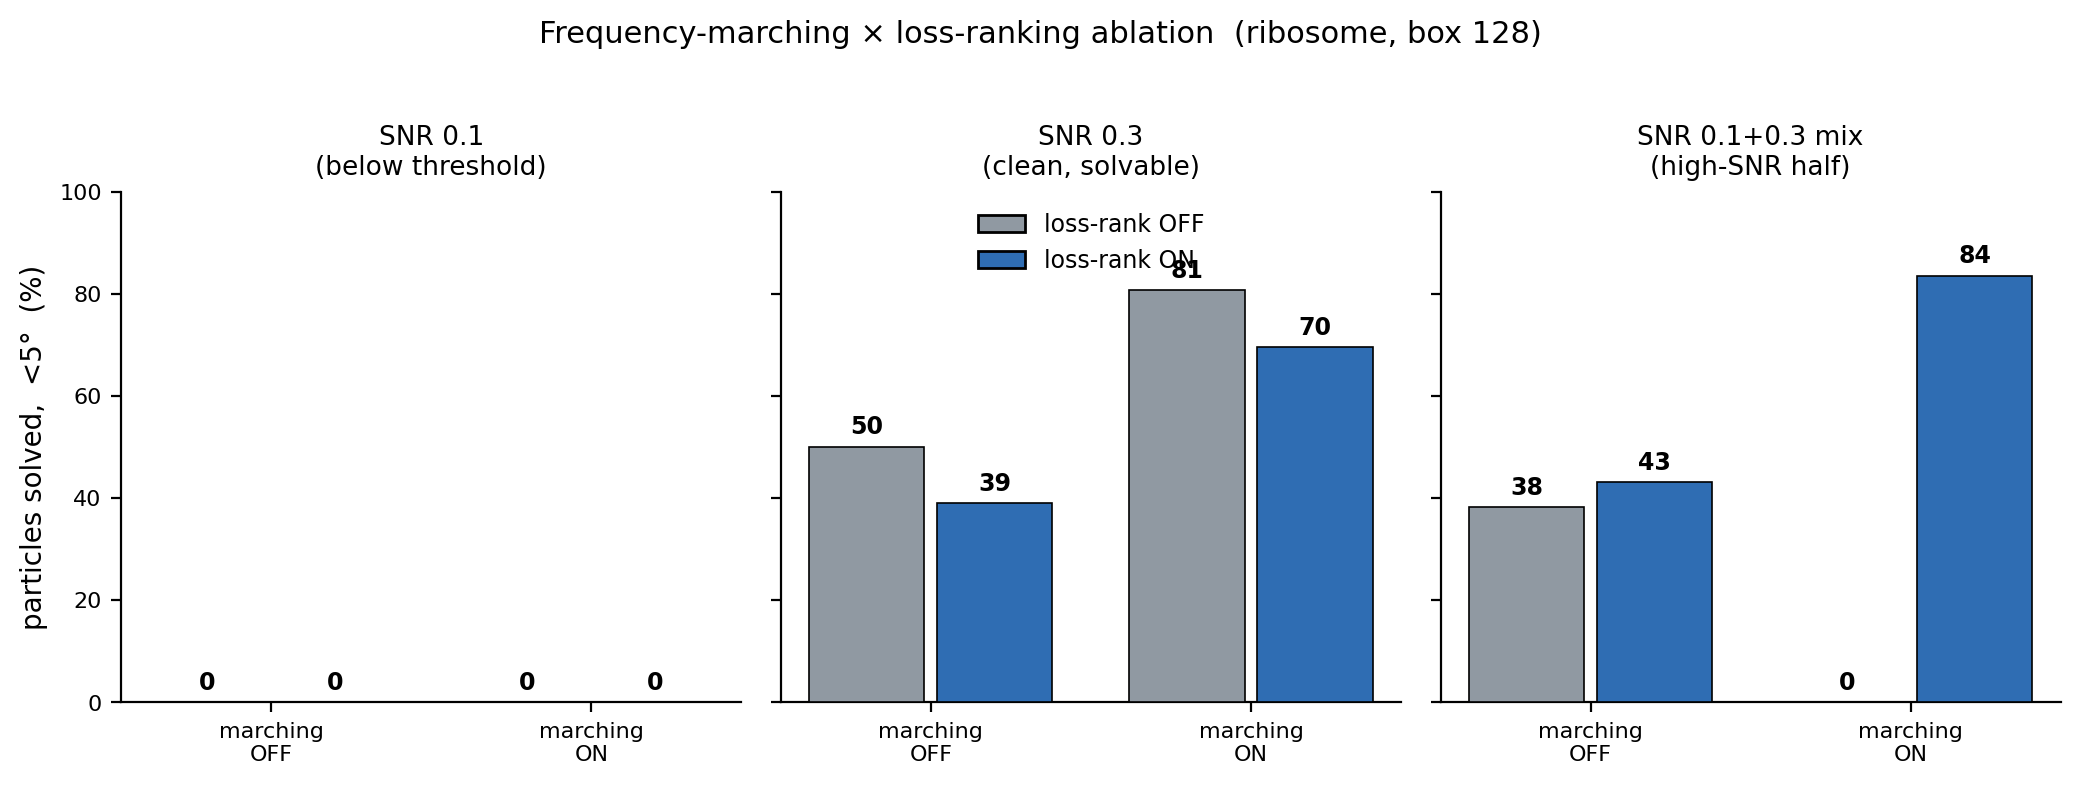 Frequency-marching × loss-ranking ablation (ribosome, box 128)
SNR 0.1
(below threshold)
SNR 0.3
(clean, solvable)
SNR 0.1+0.3 mix
(high-SNR half)
particles solved, <5° (%)
100
80
60
40
20
0
loss-rank OFF
loss-rank ON
0
0
0
0
50
39
81
70
38
43
0
84
marching
OFF
marching
ON
marching
OFF
marching
ON
marching
OFF
marching
ON